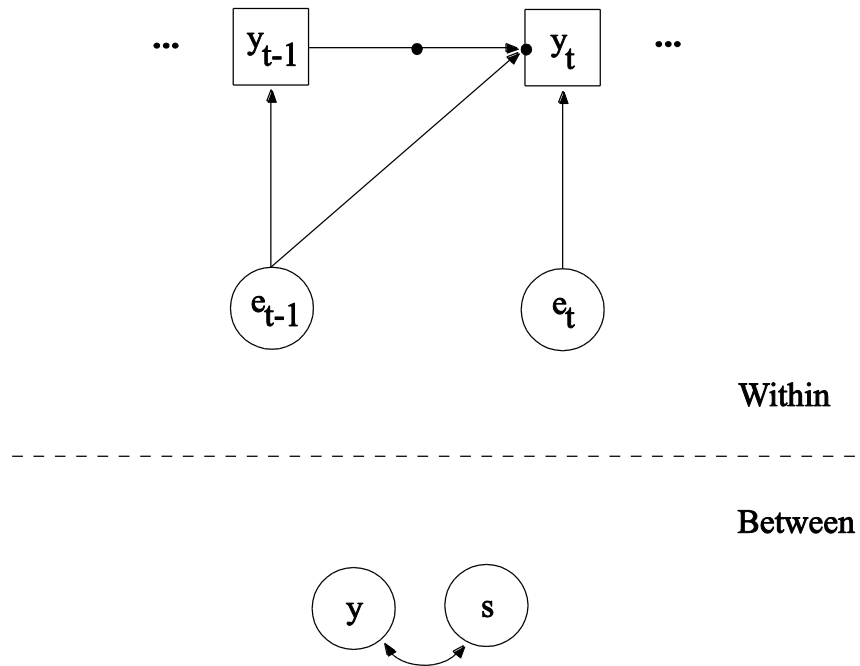 ... y_{t-1} y_t ...
e_{t-1} e_t
Within
Between
y s